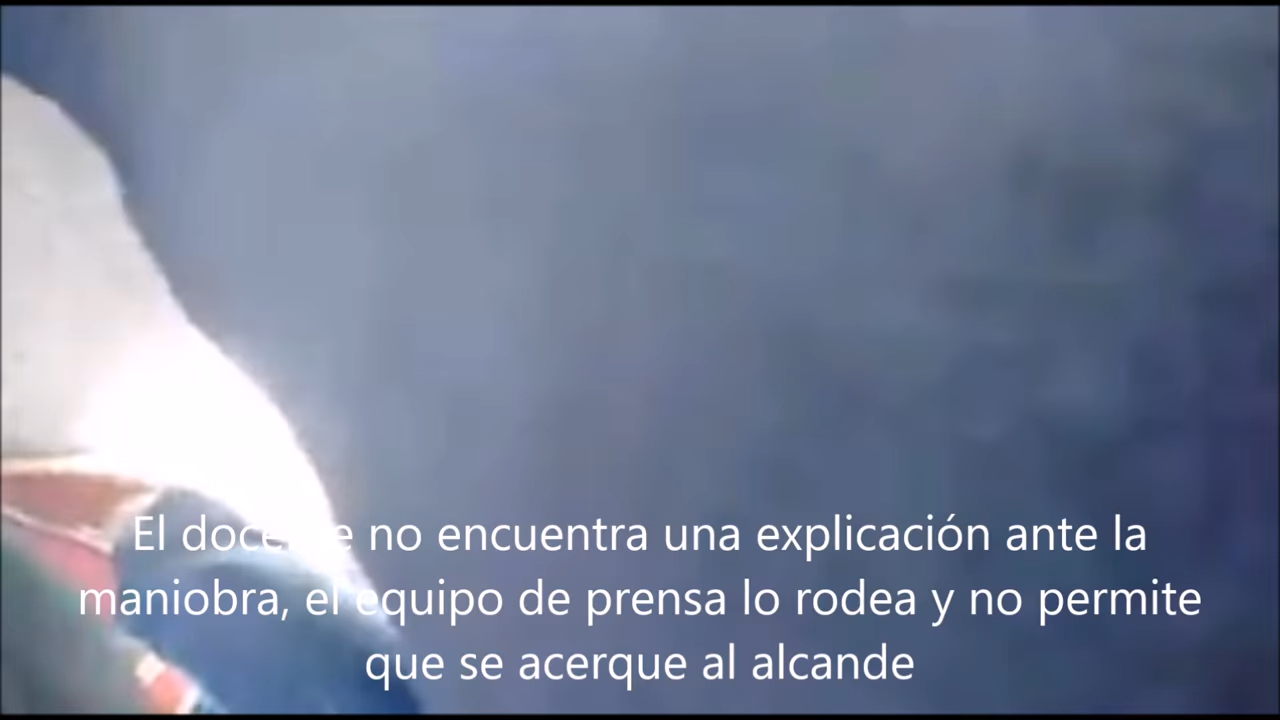 El docente no encuentra una explicación ante la
maniobra, el equipo de prensa lo rodea y no permite
que se acerque al alcande